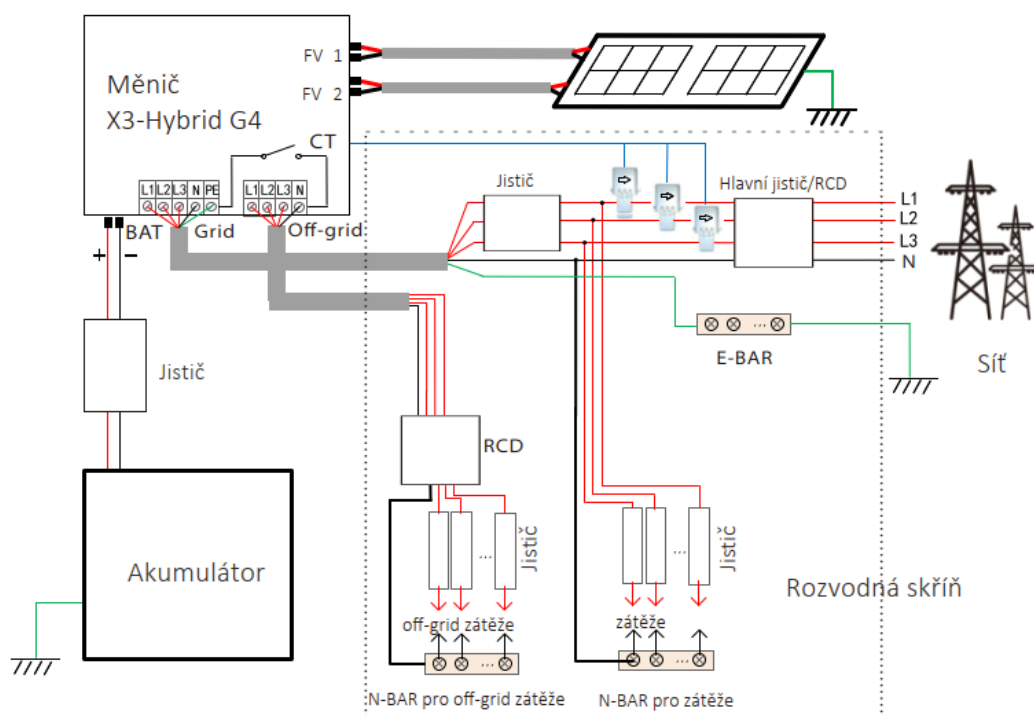 Měnič
X3-Hybrid G4
FV 1
FV 2
CT
L1 L2 L3 N PE
L1 L2 L3 N
BAT
Grid
Off-grid
+ −
Jistič
Hlavní jistič/RCD
L1
L2
L3
N
Síť
...
E-BAR
Jistič
RCD
Akumulátor
...
Jistič
...
Jistič
Rozvodná skříň
off-grid zátěže
zátěže
...
...
N-BAR pro off-grid zátěže
N-BAR pro zátěže